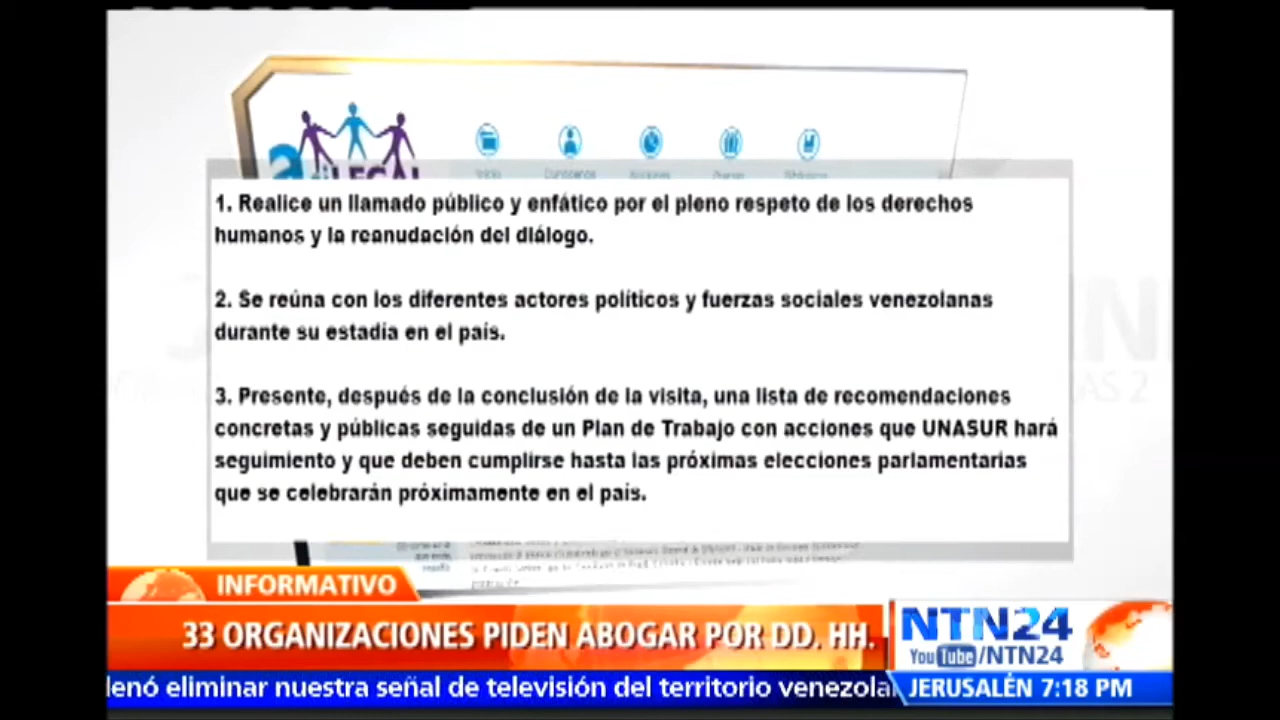 LEGAL
Inicio
1. Realice un llamado público y enfático por el pleno respeto de los derechos
humanos y la reanudación del diálogo.
2. Se reúna con los diferentes actores políticos y fuerzas sociales venezolanas
durante su estadía en el país.
3. Presente, después de la conclusión de la visita, una lista de recomendaciones
concretas y públicas seguidas de un Plan de Trabajo con acciones que UNASUR hará
seguimiento y que deben cumplirse hasta las próximas elecciones parlamentarias
que se celebrarán próximamente en el país.
INFORMATIVO
33 ORGANIZACIONES PIDEN ABOGAR POR DD. HH.
NTN24
YouTube/NTN24
lenó eliminar nuestra señal de televisión del territorio venezola
JERUSALÉN 7:18 PM